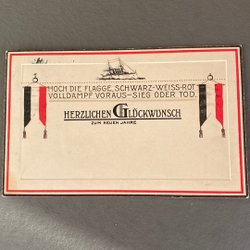 HOCH DIE FLAGGE, SCHWARZ-WEISS-ROT
VOLLDAMPF VORAUS-SIEG ODER TOD.
HERZLICHEN GLÜCKWUNSCH
ZUM NEUEN JAHRE